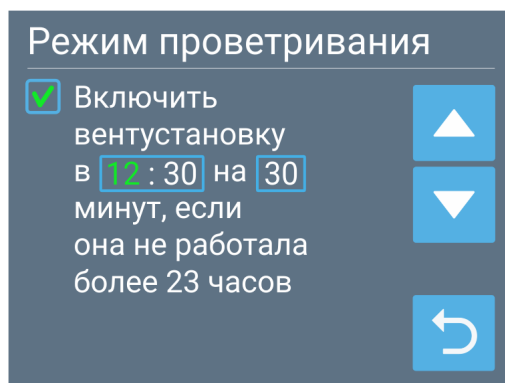 Режим проветривания
Включить
вентустановку
в 12 : 30 на 30
минут, если
она не работала
более 23 часов